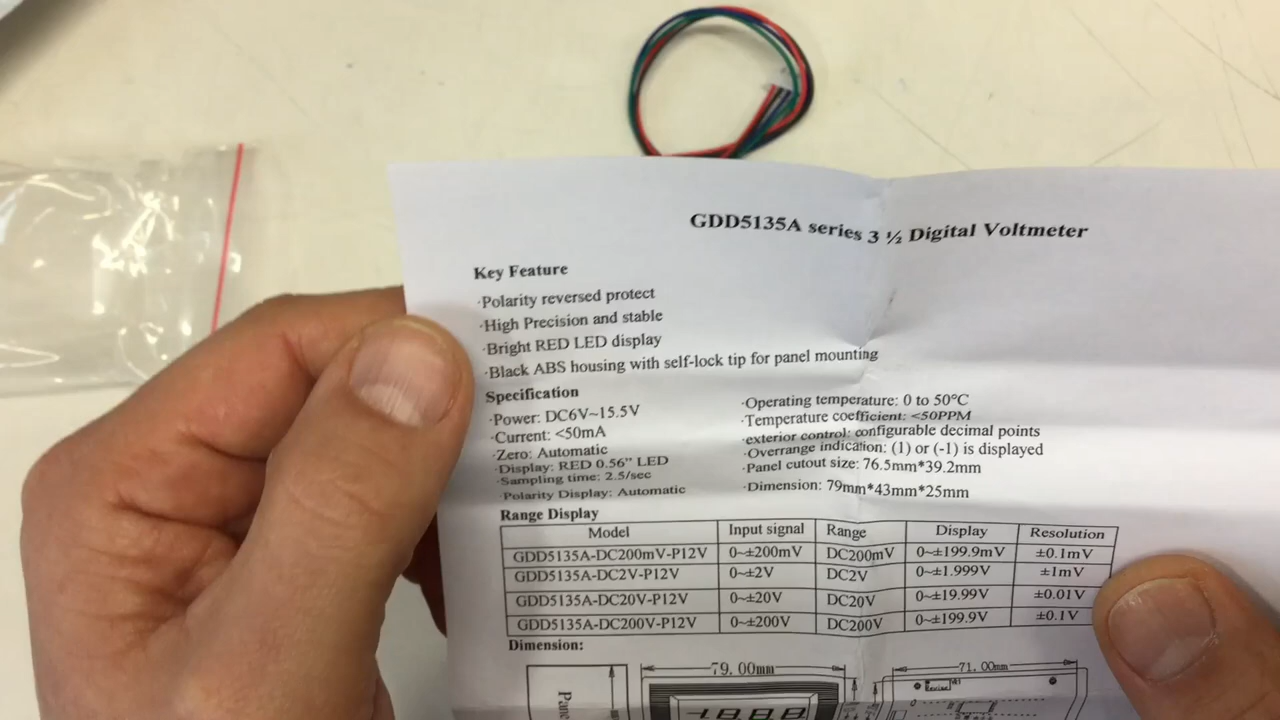 GDD5135A series 3 ½ Digital Voltmeter
Key Feature
·Polarity reversed protect
·High Precision and stable
·Bright RED LED display
·Black ABS housing with self-lock tip for panel mounting
Specification
·Power: DC6V~15.5V
·Current: <50mA
·Zero: Automatic
·Display: RED 0.56” LED
·Sampling time: 2.5/sec
·Polarity Display: Automatic
·Operating temperature: 0 to 50°C
·Temperature coefficient: <50PPM
·exterior control: configurable decimal points
·Overrange indication: (1) or (-1) is displayed
·Panel cutout size: 76.5mm*39.2mm
·Dimension: 79mm*43mm*25mm
Range Display
Model Input signal Range Display Resolution
GDD5135A-DC200mV-P12V 0~±200mV DC200mV 0~±199.9mV ±0.1mV
GDD5135A-DC2V-P12V 0~±2V DC2V 0~±1.999V ±1mV
GDD5135A-DC20V-P12V 0~±20V DC20V 0~±19.99V ±0.01V
GDD5135A-DC200V-P12V 0~±200V DC200V 0~±199.9V ±0.1V
Dimension:
79.00mm
71.00mm
-1888